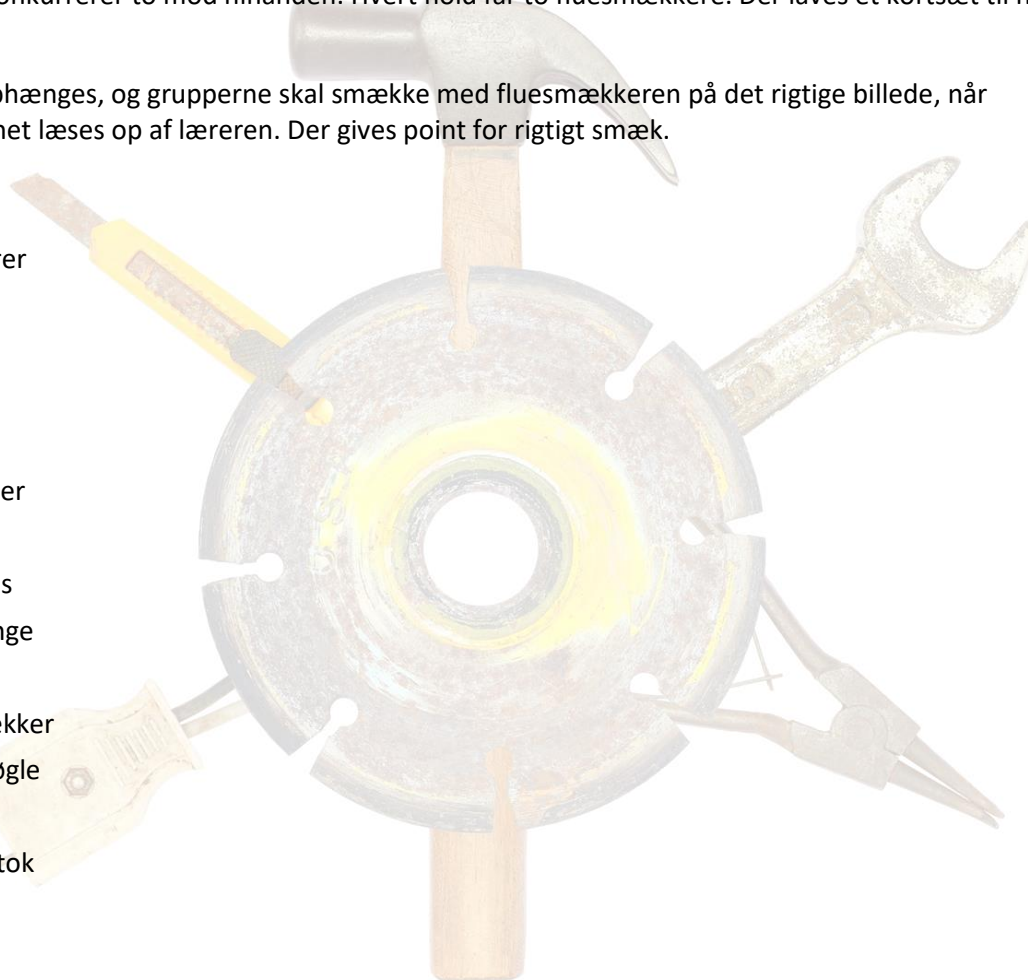 onkurrerer to mod hinanden. Hvert hold får to fluesmækkere. Der laves et kortsæt til h
phænges, og grupperne skal smække med fluesmækkeren på det rigtige billede, når
net læses op af læreren. Der gives point for rigtigt smæk.
rer
er
s
nge
ekker
øgle
tok